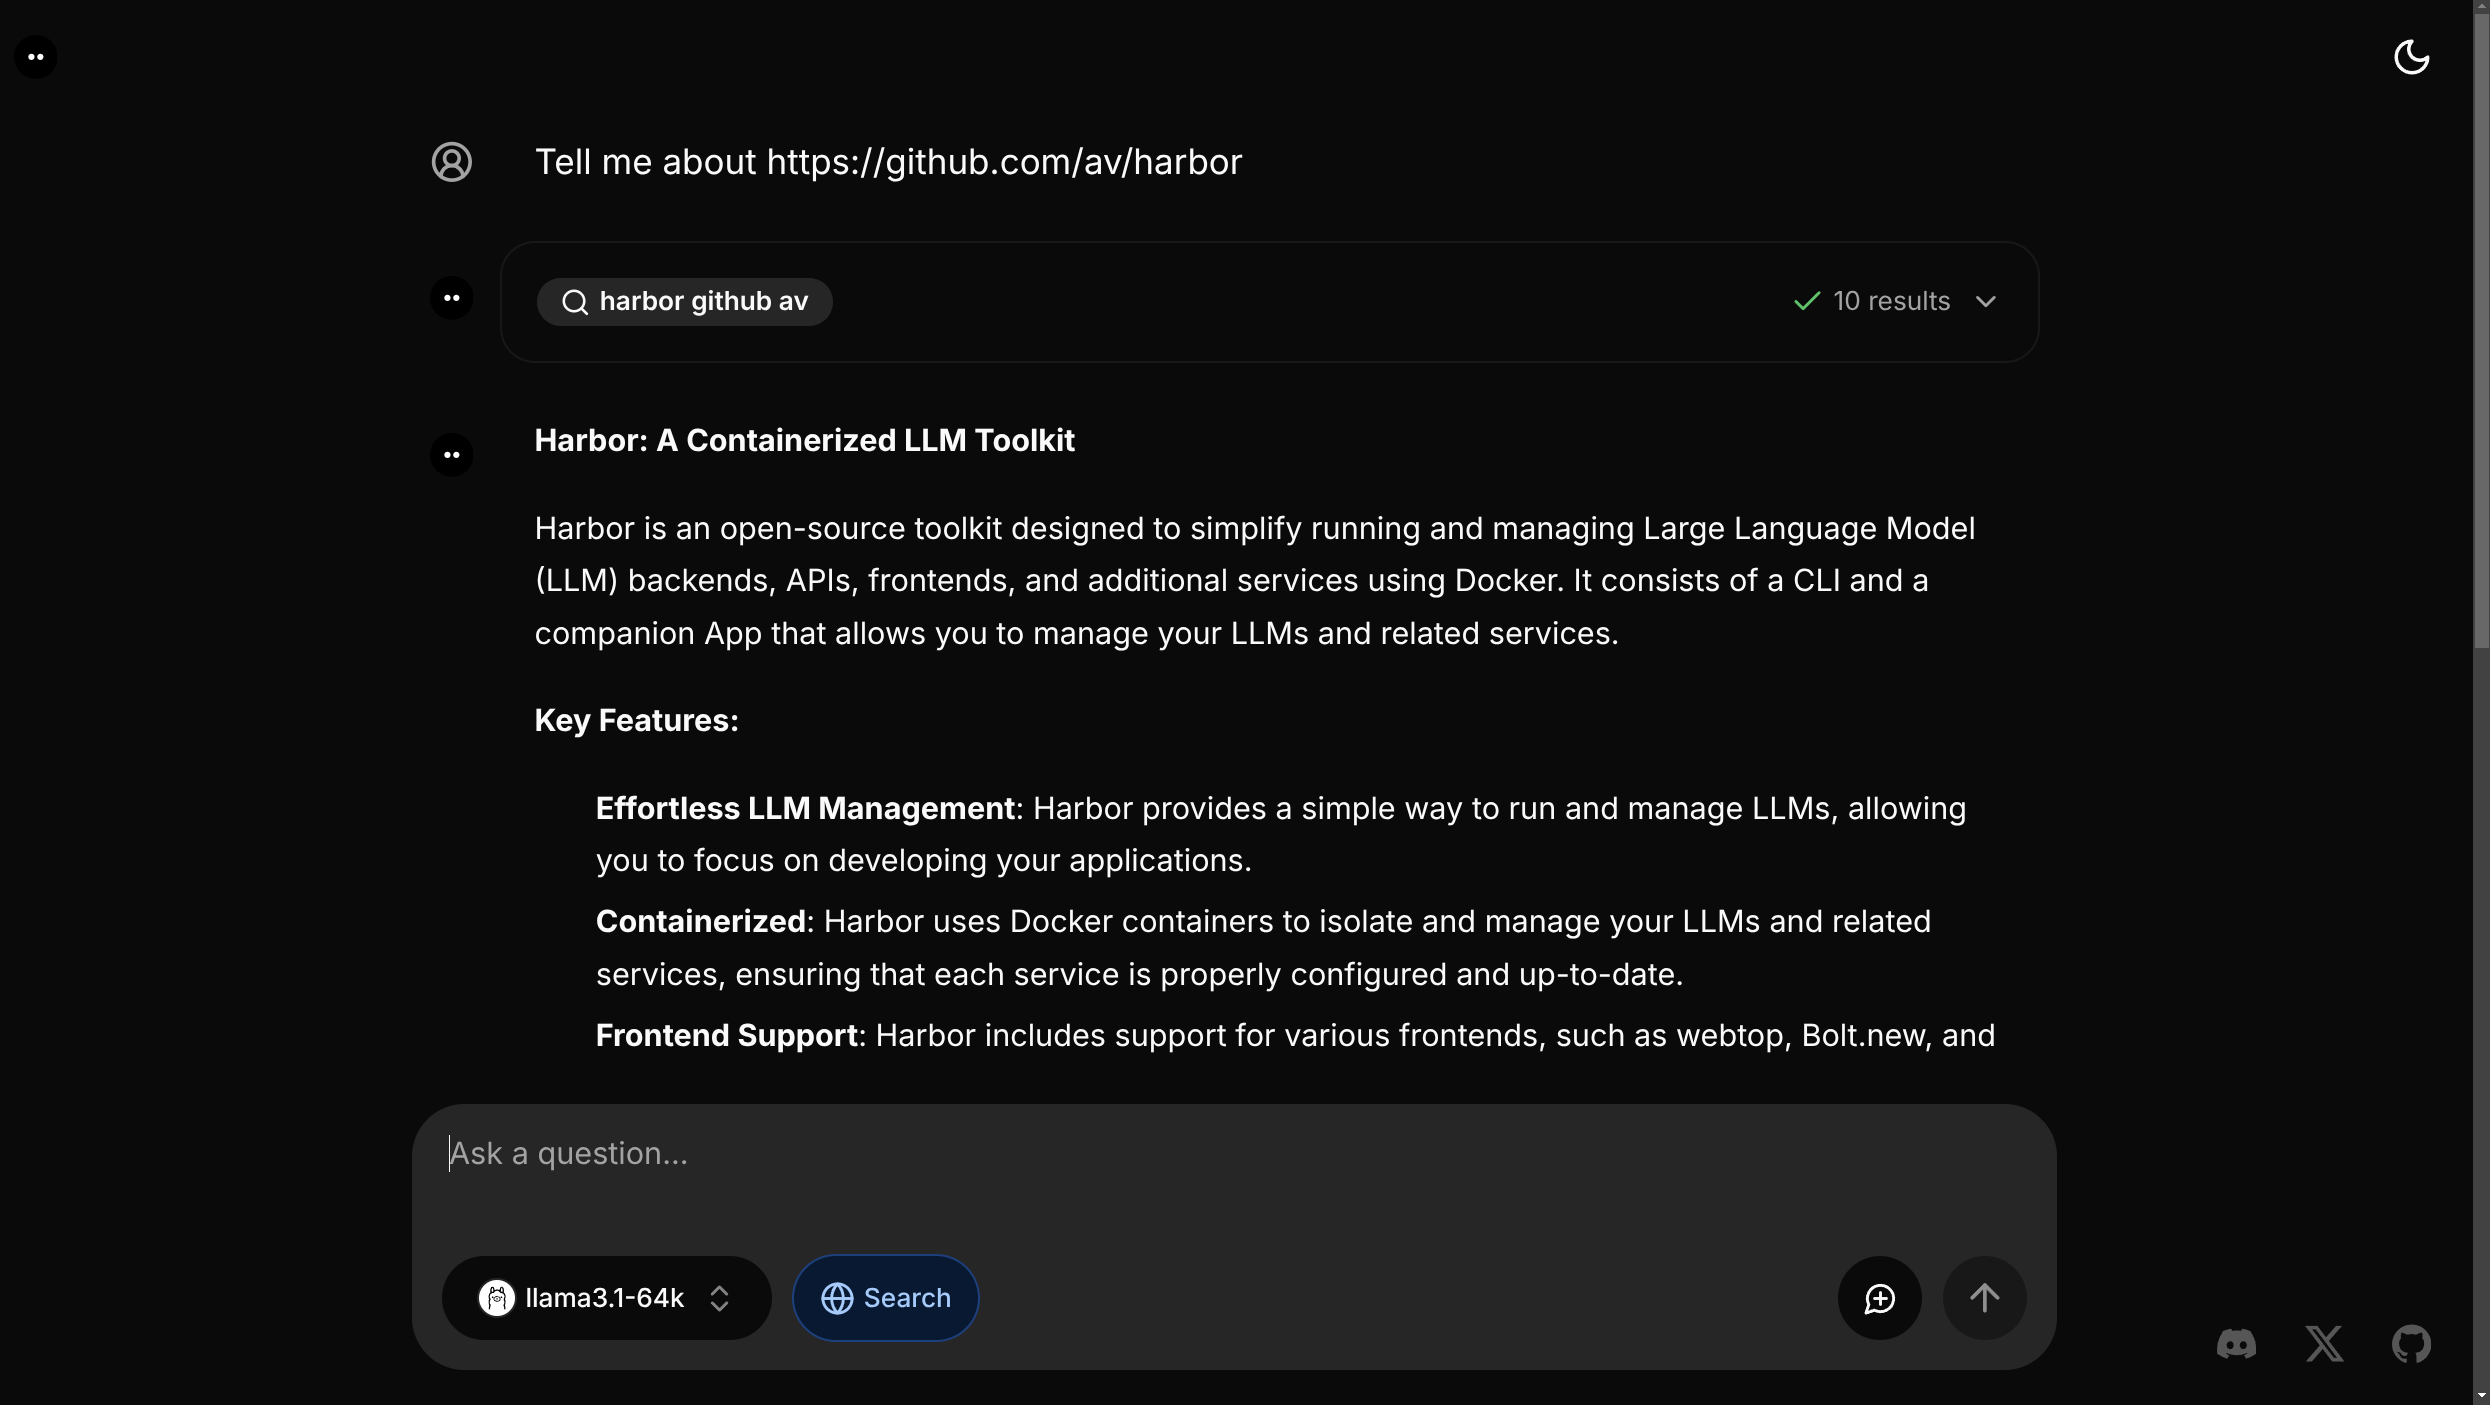 Tell me about https://github.com/av/harbor
harbor github av
10 results
Harbor: A Containerized LLM Toolkit
Harbor is an open-source toolkit designed to simplify running and managing Large Language Model
(LLM) backends, APIs, frontends, and additional services using Docker. It consists of a CLI and a
companion App that allows you to manage your LLMs and related services.
Key Features:
Effortless LLM Management: Harbor provides a simple way to run and manage LLMs, allowing
you to focus on developing your applications.
Containerized: Harbor uses Docker containers to isolate and manage your LLMs and related
services, ensuring that each service is properly configured and up-to-date.
Frontend Support: Harbor includes support for various frontends, such as webtop, Bolt.new, and
Ask a question...
llama3.1-64k
Search